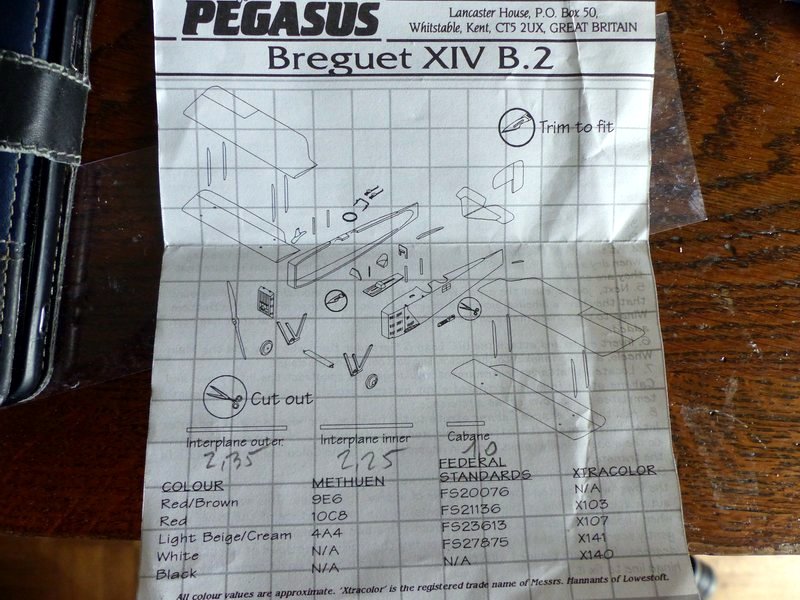 PEGASUS
Lancaster House, P.O. Box 50,
Whitstable, Kent, CT5 2UX, GREAT BRITAIN
Breguet XIV B.2
Trim to fit
Cut out
Interplane outer.
Interplane inner
Cabane
2,35
2,25
1,0
COLOUR METHUEN FEDERAL STANDARDS XTRACOLOR
Red/Brown 9E6 FS20076 N/A
Red 10C8 FS21136 X103
Light Beige/Cream 4A4 FS23613 X107
White N/A FS27875 X141
Black N/A N/A X140
All colour values are approximate. 'Xtracolor' is the registered trade name of Messrs. Hannants of Lowestoft.